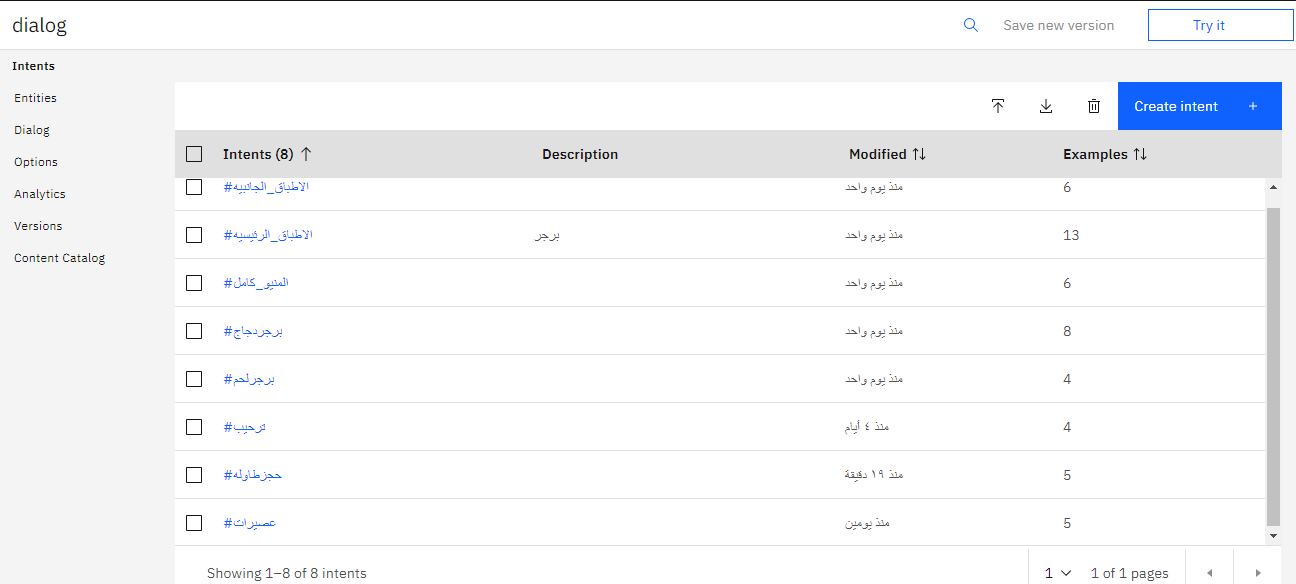 dialog
Save new version
Try it
Intents
Entities
Dialog
Options
Analytics
Versions
Content Catalog
Create intent +
Intents (8) Description Modified Examples
#الاطباق_الجانبيه منذ يوم واحد 6
#الاطباق_الرئيسيه برجر منذ يوم واحد 13
#المنيو_كامل منذ يوم واحد 6
#برجردجاج منذ يوم واحد 8
#برجرلحم منذ يوم واحد 4
#ترحيب منذ ٤ أيام 4
#حجزطاوله منذ ١٩ دقيقة 5
#عصيرات منذ يومين 5
Showing 1–8 of 8 intents 1 1 of 1 pages